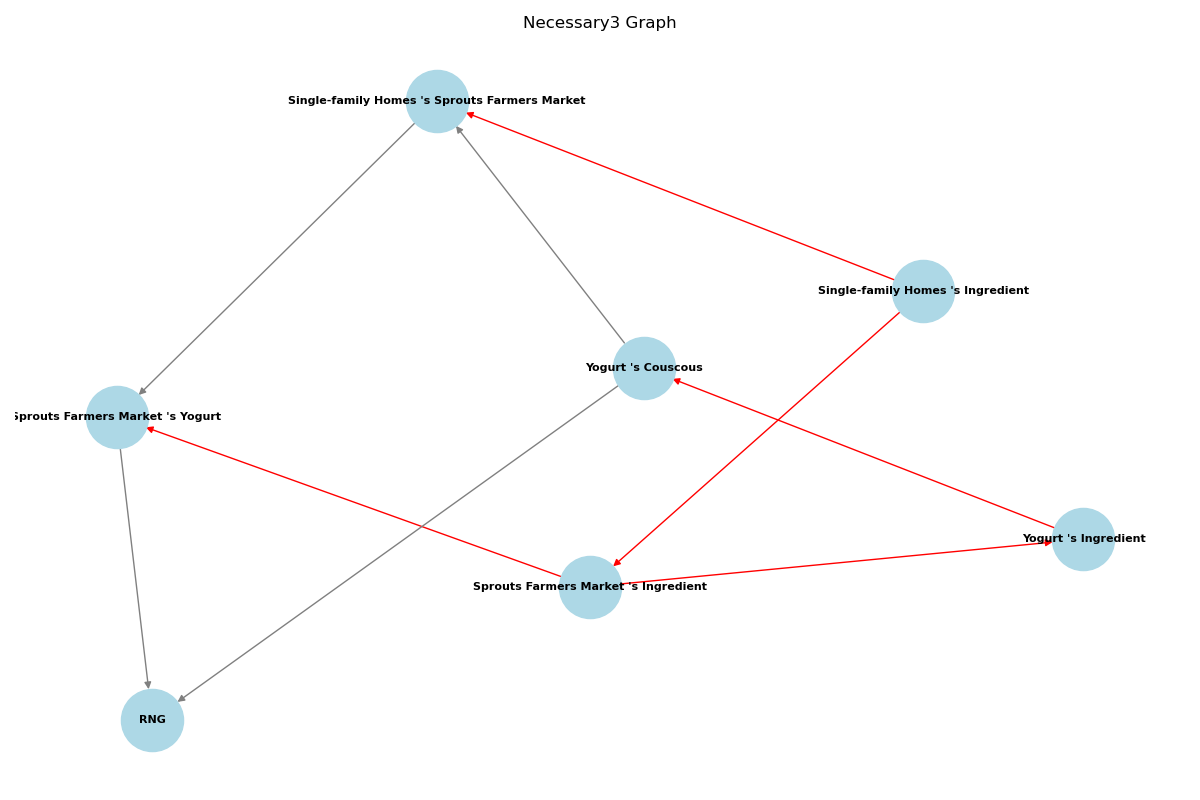 Necessary3 Graph
Single-family Homes 's Sprouts Farmers Market
Single-family Homes 's Ingredient
Yogurt 's Couscous
Sprouts Farmers Market 's Yogurt
Yogurt 's Ingredient
Sprouts Farmers Market 's Ingredient
RNG